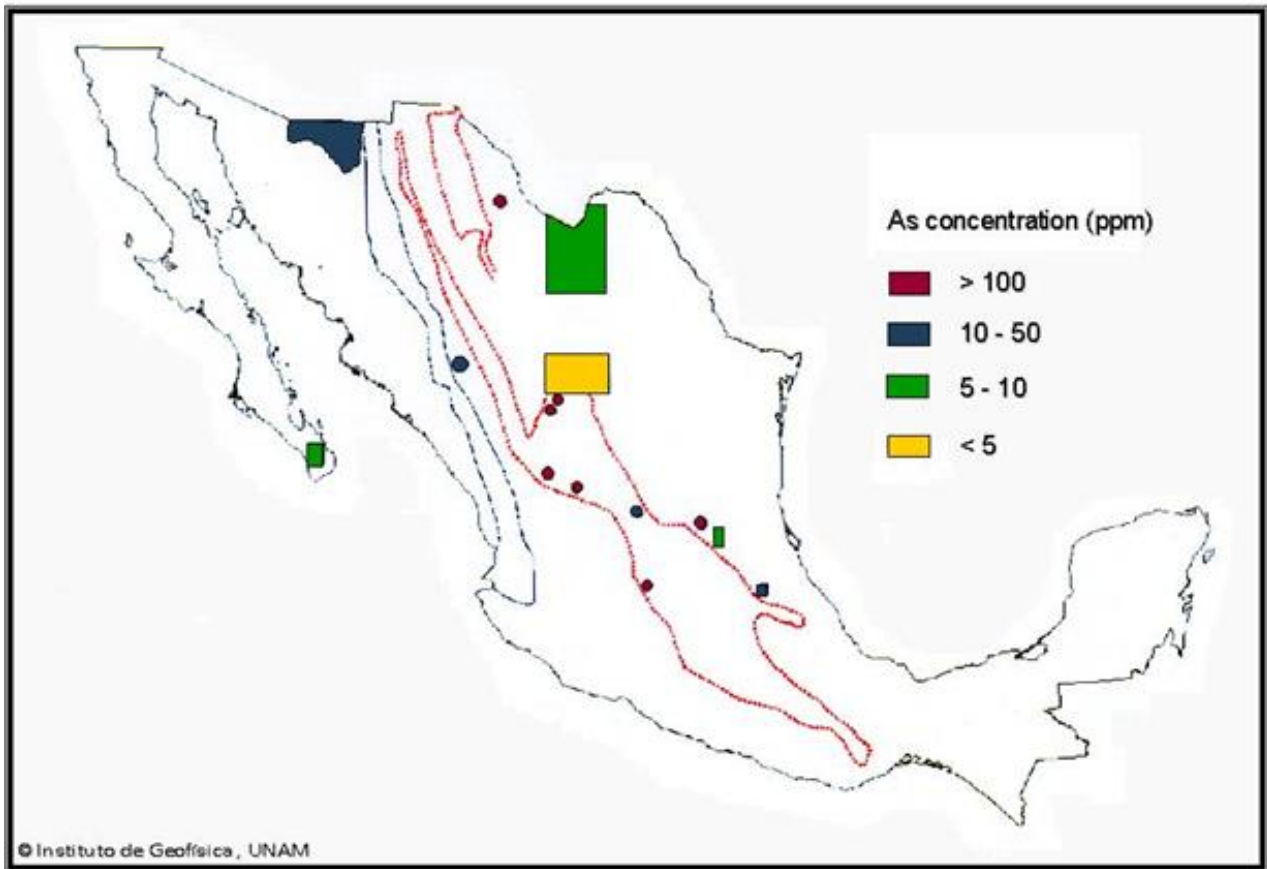 As concentration (ppm)
> 100
10 - 50
5 - 10
< 5
© Instituto de Geofísica, UNAM